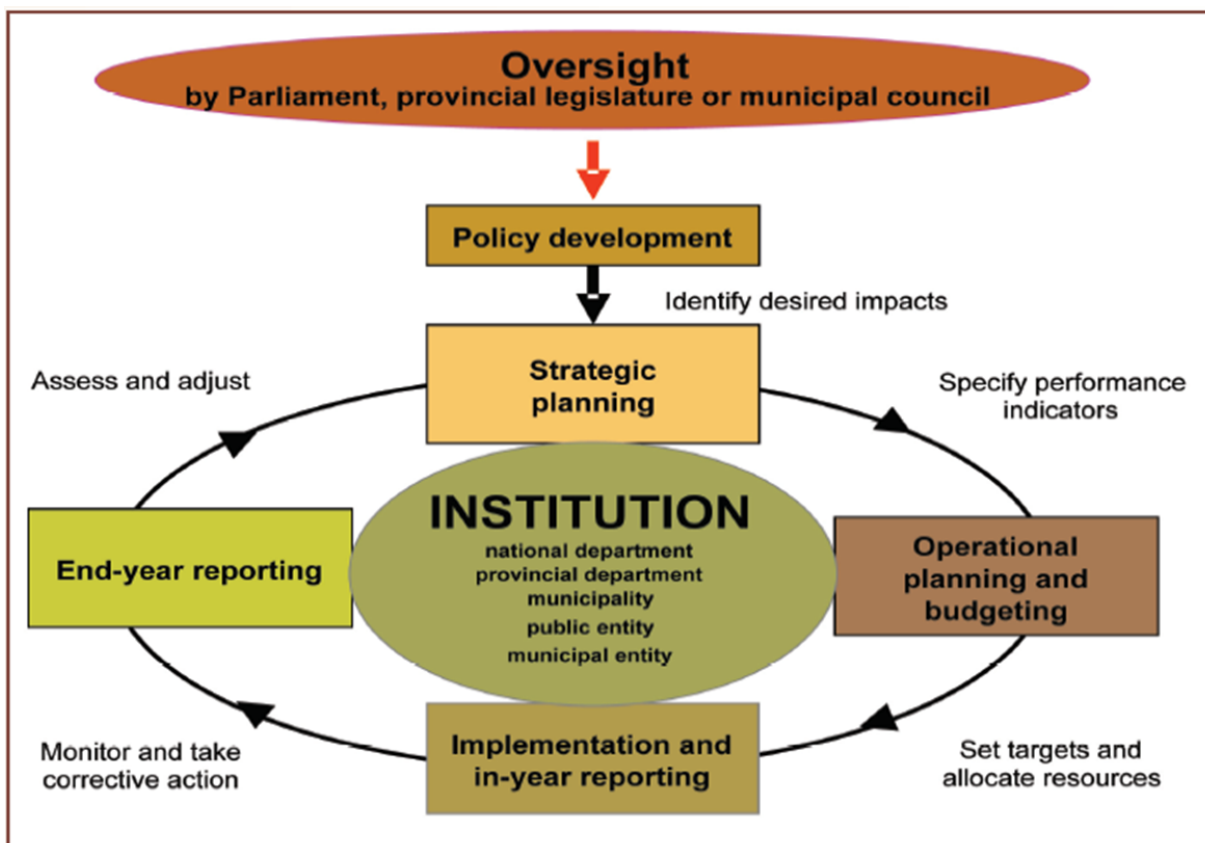 Oversight
by Parliament, provincial legislature or municipal council
Policy development
Identify desired impacts
Strategic
planning
Assess and adjust
Specify performance
indicators
INSTITUTION
national department
provincial department
municipality
public entity
municipal entity
End-year reporting
Operational
planning and
budgeting
Implementation and
in-year reporting
Monitor and take
corrective action
Set targets and
allocate resources